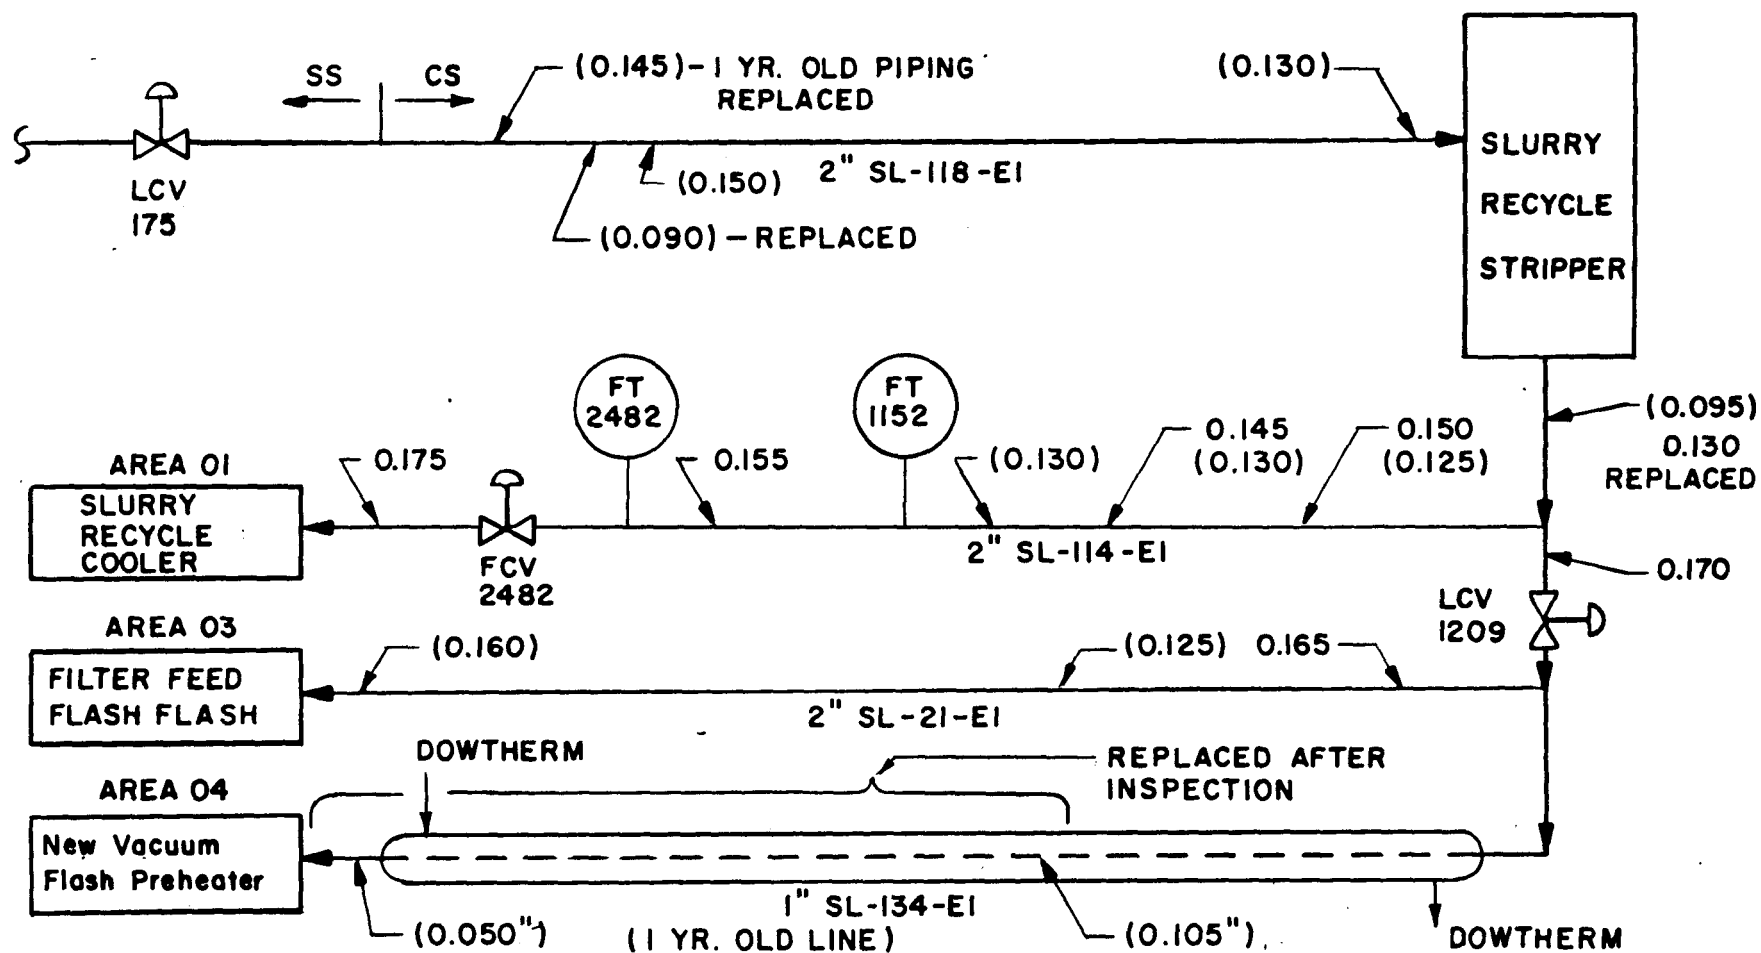 SS
CS
(0.145)-1 YR. OLD PIPING
REPLACED
(0.130)
LCV
175
(0.150)
2" SL-118-E1
(0.090)-REPLACED
SLURRY
RECYCLE
STRIPPER
FT
2482
FT
1152
(0.095)
0.130
REPLACED
AREA 01
SLURRY
RECYCLE
COOLER
0.175
0.155
(0.130)
0.145
(0.130)
0.150
(0.125)
FCV
2482
2" SL-114-E1
0.170
LCV
1209
AREA 03
FILTER FEED
FLASH FLASH
(0.160)
(0.125)
0.165
2" SL-21-E1
DOWTHERM
REPLACED AFTER
INSPECTION
AREA 04
New Vacuum
Flash Preheater
(0.050")
1" SL-134-E1
(1 YR. OLD LINE)
(0.105")
DOWTHERM